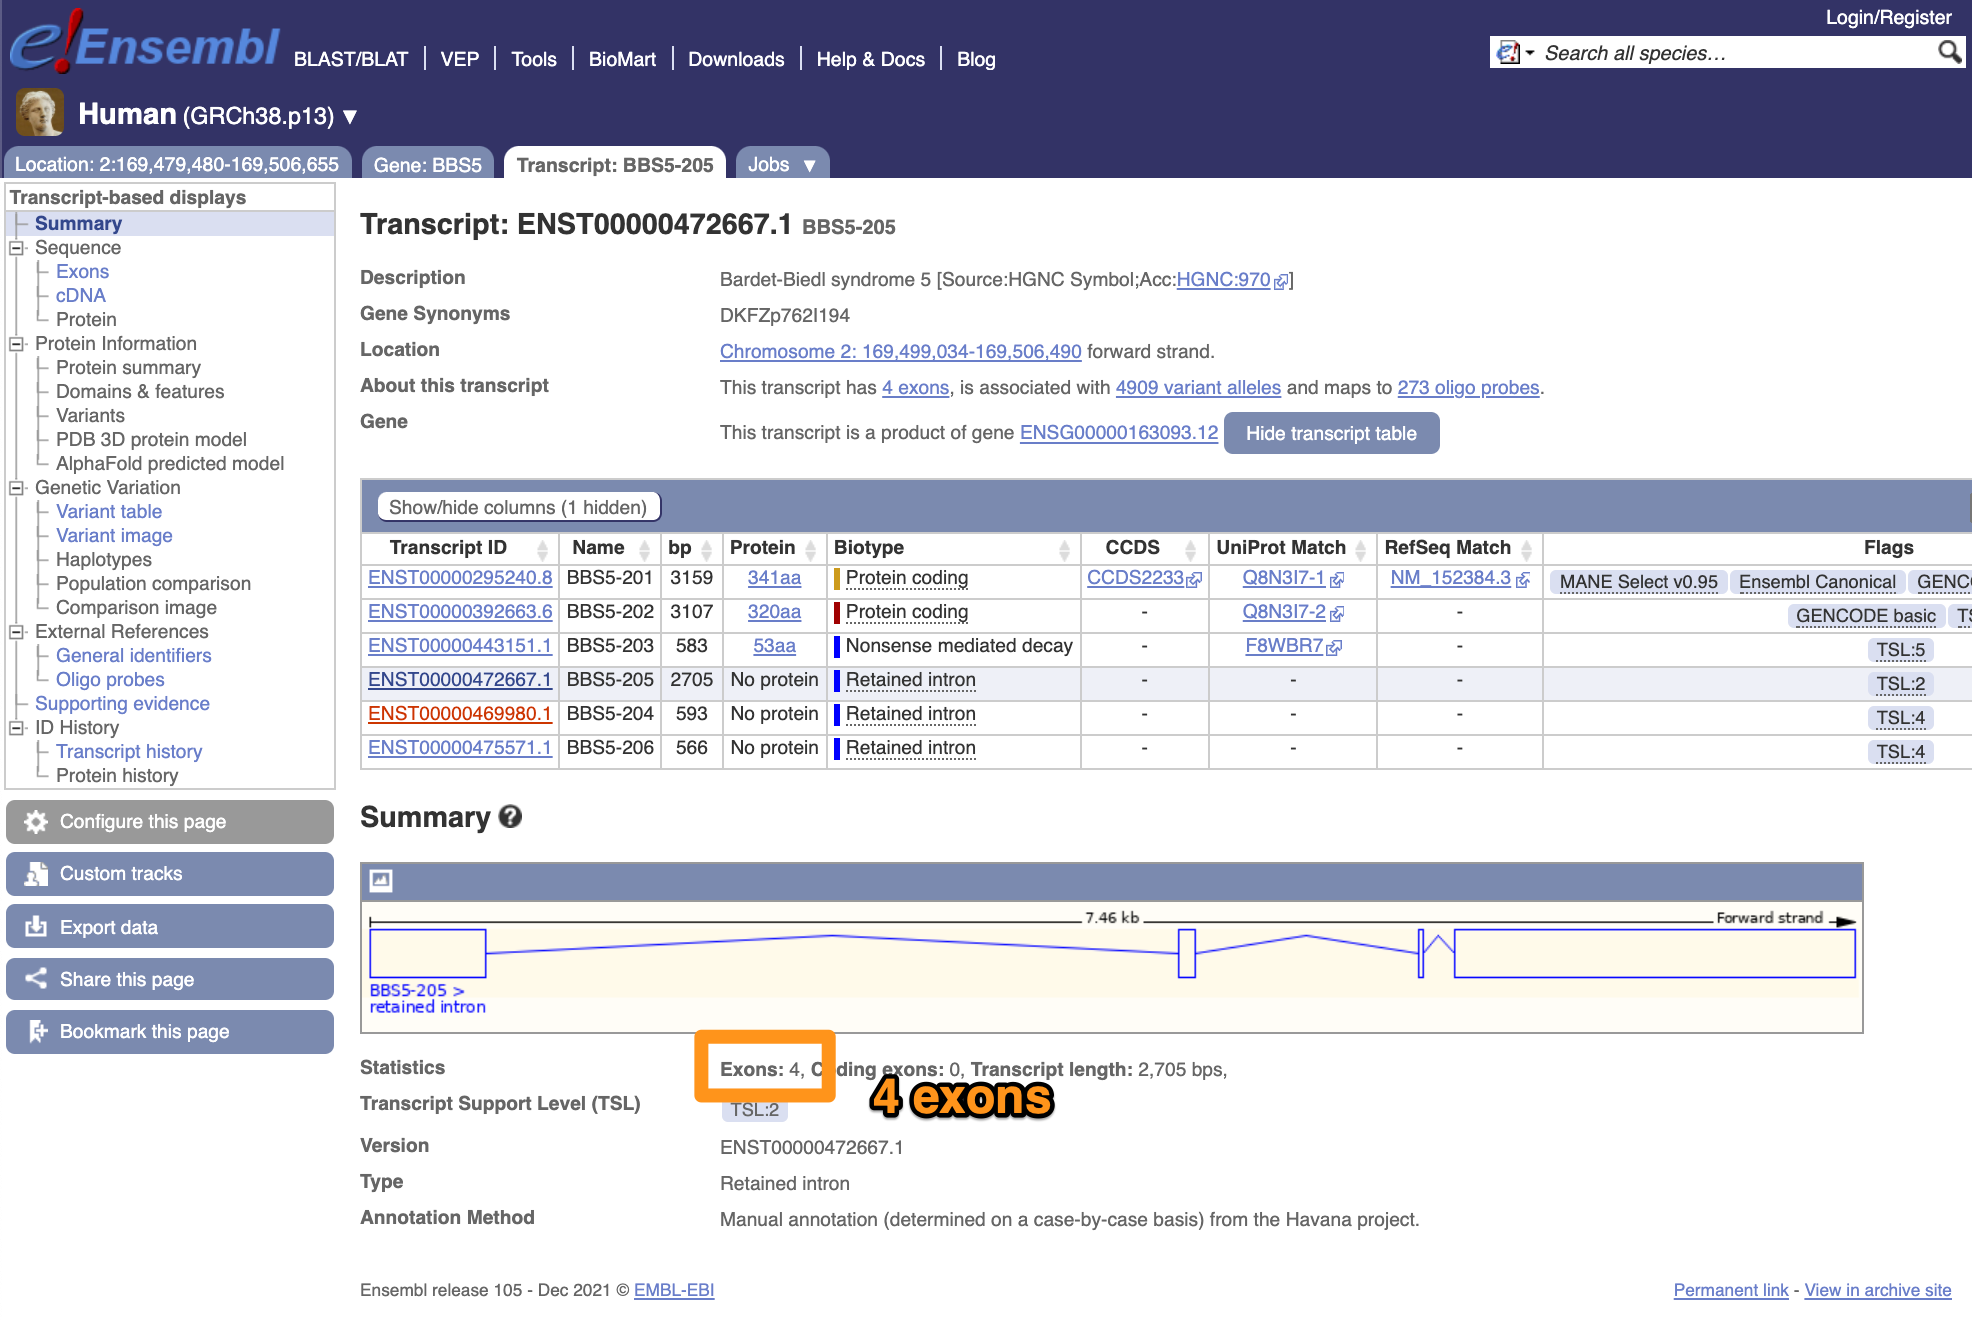 Login/Register
e!Ensembl BLAST/BLAT | VEP | Tools | BioMart | Downloads | Help & Docs | Blog
Search all species...
Human (GRCh38.p13) ▼
Location: 2:169,479,480-169,506,655 Gene: BBS5 Transcript: BBS5-205 Jobs ▼
Transcript-based displays
Summary
Sequence
Exons
cDNA
Protein
Protein Information
Protein summary
Domains & features
Variants
PDB 3D protein model
AlphaFold predicted model
Genetic Variation
Variant table
Variant image
Haplotypes
Population comparison
Comparison image
External References
General identifiers
Oligo probes
Supporting evidence
ID History
Transcript history
Protein history
Configure this page
Custom tracks
Export data
Share this page
Bookmark this page
Transcript: ENST00000472667.1 BBS5-205
Description Bardet-Biedl syndrome 5 [Source:HGNC Symbol;Acc:HGNC:970]
Gene Synonyms DKFZp762I194
Location Chromosome 2: 169,499,034-169,506,490 forward strand.
About this transcript This transcript has 4 exons, is associated with 4909 variant alleles and maps to 273 oligo probes.
Gene This transcript is a product of gene ENSG00000163093.12 Hide transcript table
Show/hide columns (1 hidden)
Transcript ID Name bp Protein Biotype CCDS UniProt Match RefSeq Match Flags
ENST00000295240.8 BBS5-201 3159 341aa Protein coding CCDS2233 Q8N3I7-1 NM_152384.3 MANE Select v0.95 Ensembl Canonical GENC
ENST00000392663.6 BBS5-202 3107 320aa Protein coding - Q8N3I7-2 - GENCODE basic TS
ENST00000443151.1 BBS5-203 583 53aa Nonsense mediated decay - F8WBR7 - TSL:5
ENST00000472667.1 BBS5-205 2705 No protein Retained intron - - - TSL:2
ENST00000469980.1 BBS5-204 593 No protein Retained intron - - - TSL:4
ENST00000475571.1 BBS5-206 566 No protein Retained intron - - - TSL:4
Summary ?
7.46 kb Forward strand
BBS5-205 >
retained intron
Statistics Exons: 4, Coding exons: 0, Transcript length: 2,705 bps,
4 exons
Transcript Support Level (TSL) TSL:2
Version ENST00000472667.1
Type Retained intron
Annotation Method Manual annotation (determined on a case-by-case basis) from the Havana project.
Ensembl release 105 - Dec 2021 © EMBL-EBI
Permanent link - View in archive site